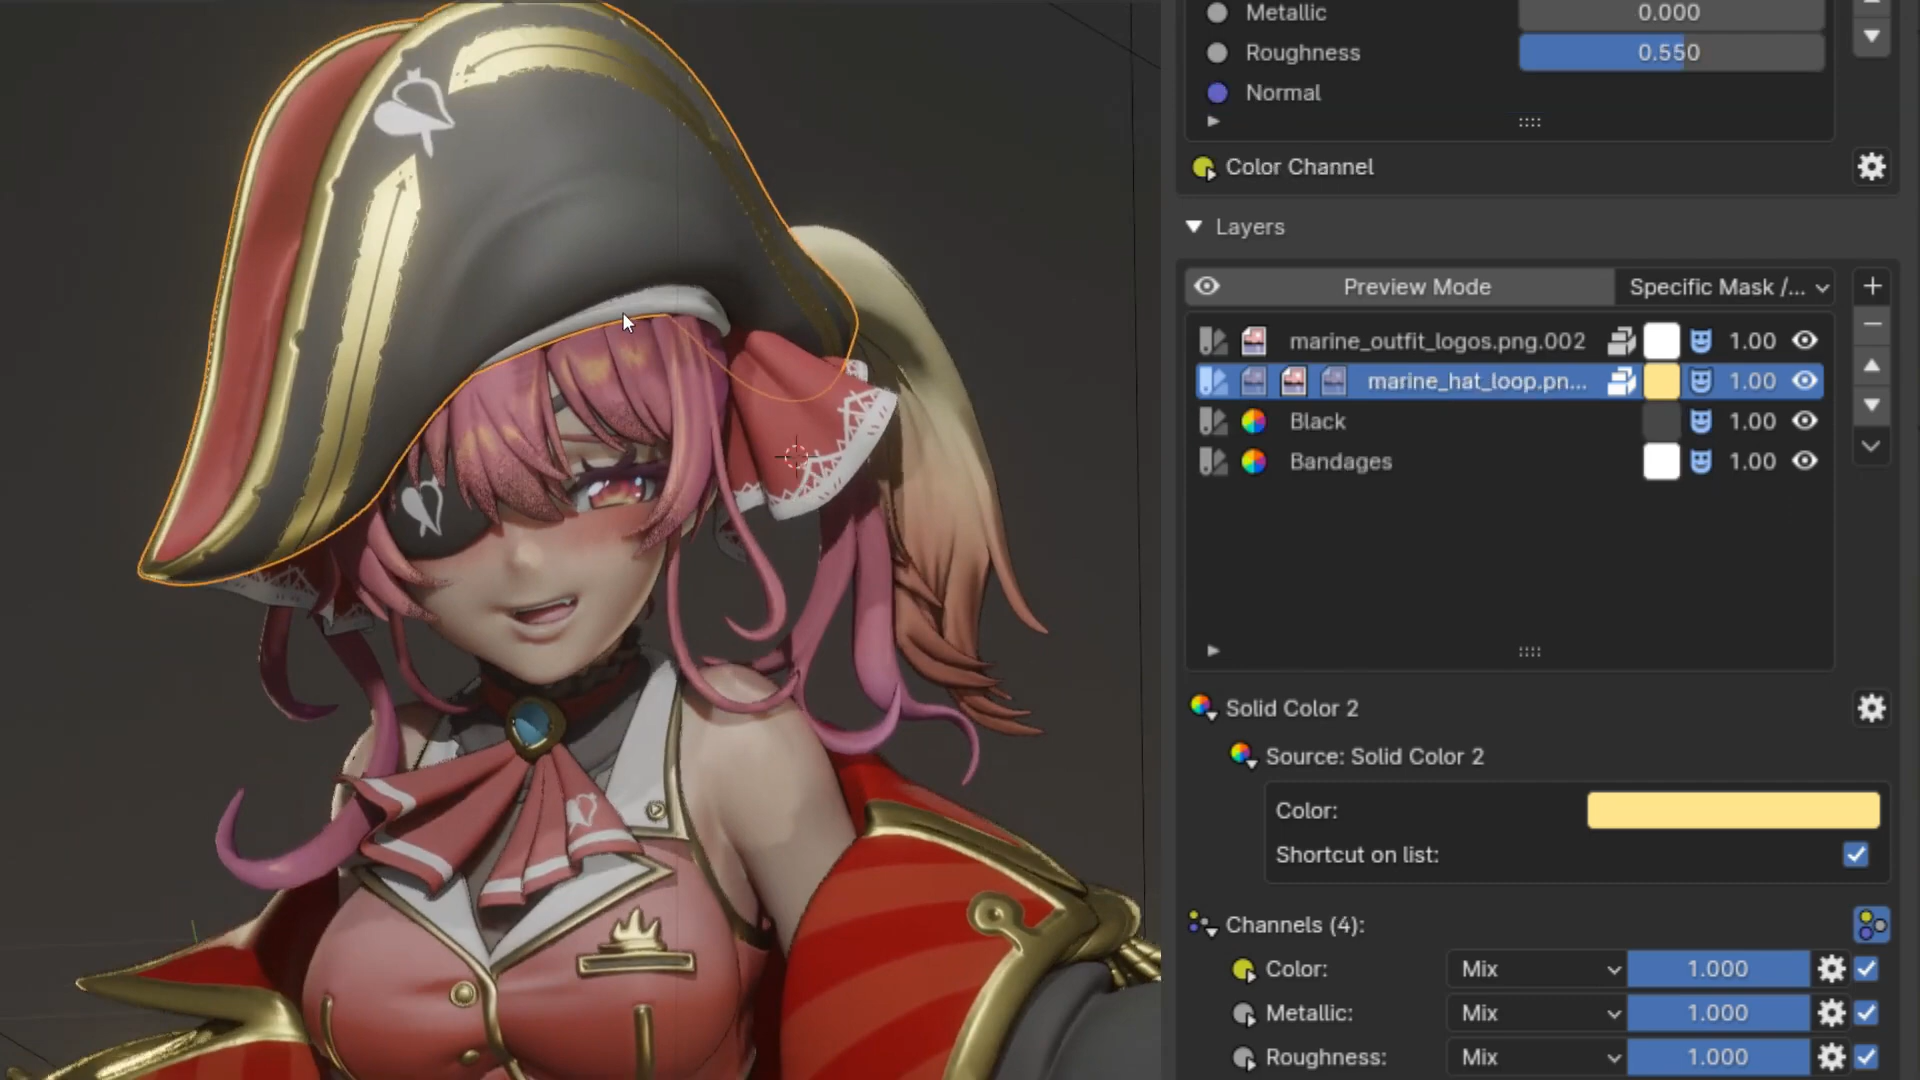 Metallic 0.000
Roughness 0.550
Normal
Color Channel
Layers
Preview Mode Specific Mask /...
marine_outfit_logos.png.002 1.00
marine_hat_loop.pn... 1.00
Black 1.00
Bandages 1.00
Solid Color 2
Source: Solid Color 2
Color:
Shortcut on list:
Channels (4):
Color: Mix 1.000
Metallic: Mix 1.000
Roughness: Mix 1.000